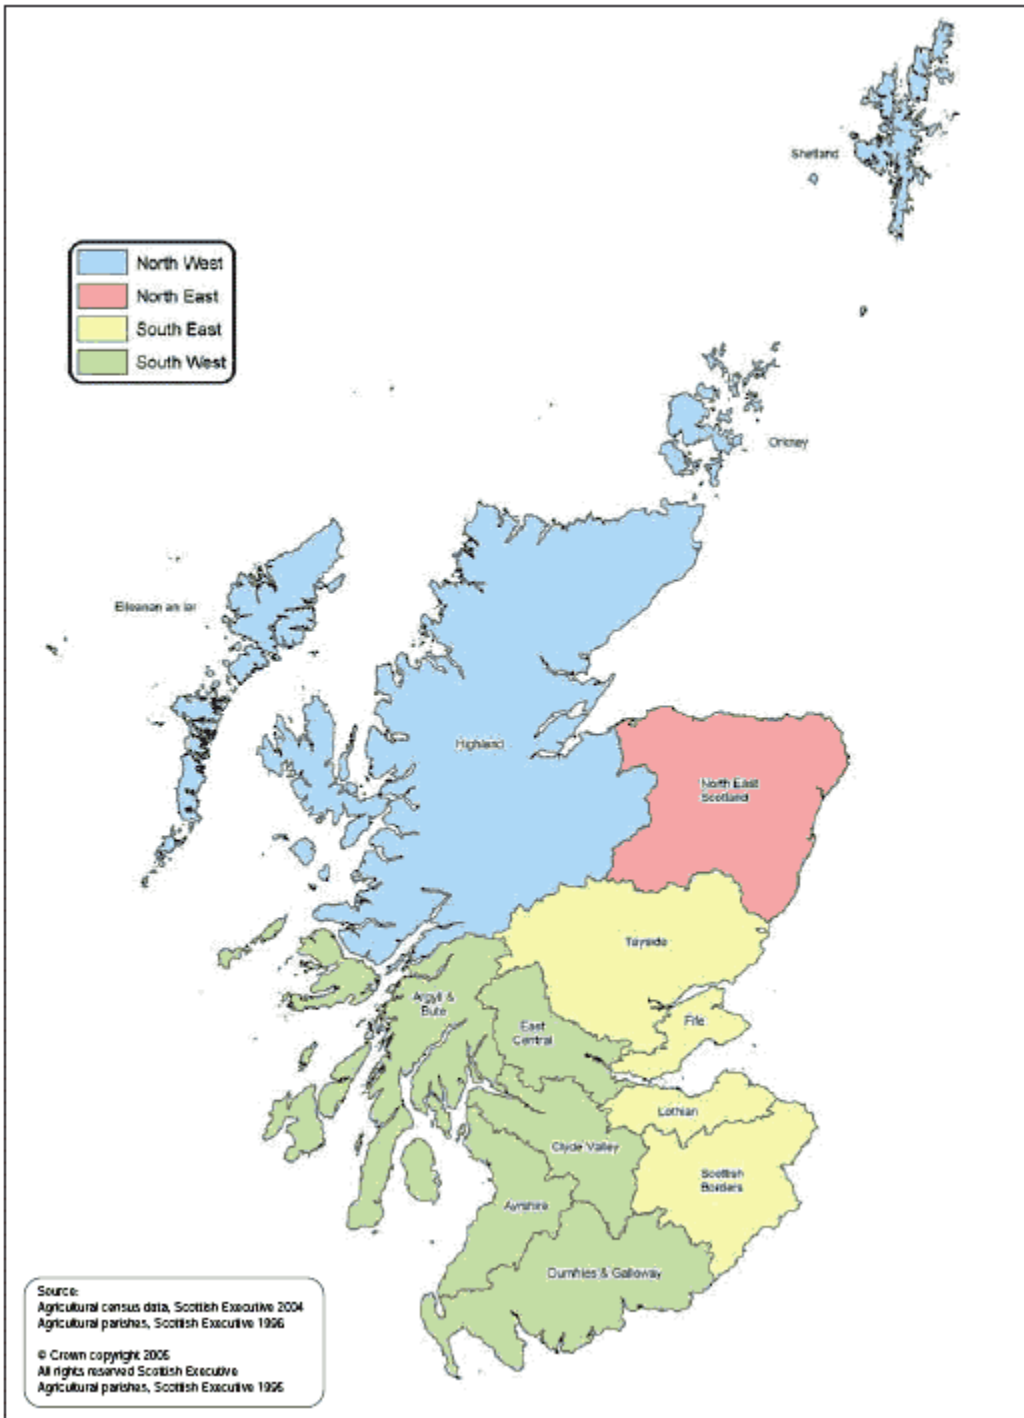 Shetland
North West
North East
South East
South West
Orkney
Eileanan an Iar
Highland
North East
Scotland
Tayside
Argyll &
Bute
Fife
East
Central
Lothian
Clyde Valley
Scottish
Borders
Ayrshire
Dumfries & Galloway
Source:
Agricultural census data, Scottish Executive 2004
Agricultural parishes, Scottish Executive 1996
© Crown copyright 2005
All rights reserved Scottish Executive
Agricultural parishes, Scottish Executive 1995